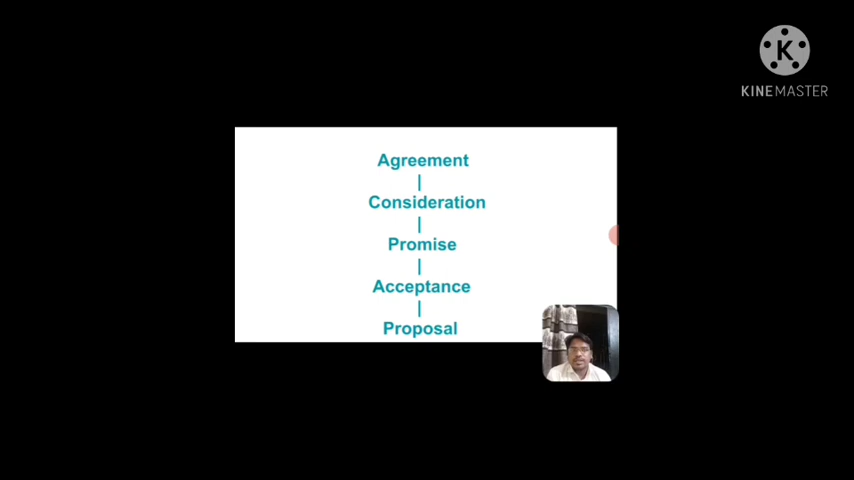 K
KINEMASTER
Agreement
|
Consideration
|
Promise
|
Acceptance
|
Proposal